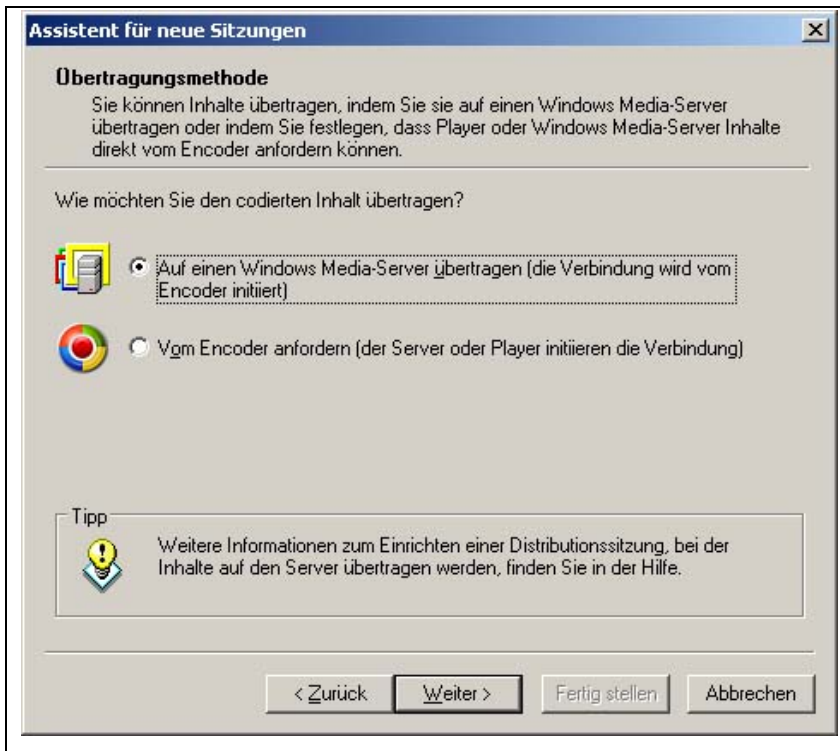 Assistent für neue Sitzungen
Übertragungsmethode
Sie können Inhalte übertragen, indem Sie sie auf einen Windows Media-Server
übertragen oder indem Sie festlegen, dass Player oder Windows Media-Server Inhalte
direkt vom Encoder anfordern können.
Wie möchten Sie den codierten Inhalt übertragen?
Auf einen Windows Media-Server übertragen (die Verbindung wird vom
Encoder initiiert)
Vom Encoder anfordern (der Server oder Player initiieren die Verbindung)
Tipp
Weitere Informationen zum Einrichten einer Distributionssitzung, bei der
Inhalte auf den Server übertragen werden, finden Sie in der Hilfe.
< Zurück Weiter > Fertig stellen Abbrechen